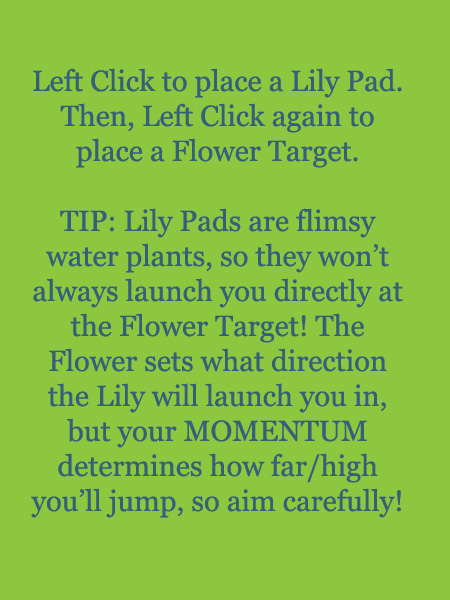 Left Click to place a Lily Pad.
Then, Left Click again to
place a Flower Target.
TIP: Lily Pads are flimsy
water plants, so they won’t
always launch you directly at
the Flower Target! The
Flower sets what direction
the Lily will launch you in,
but your MOMENTUM
determines how far/high
you’ll jump, so aim carefully!